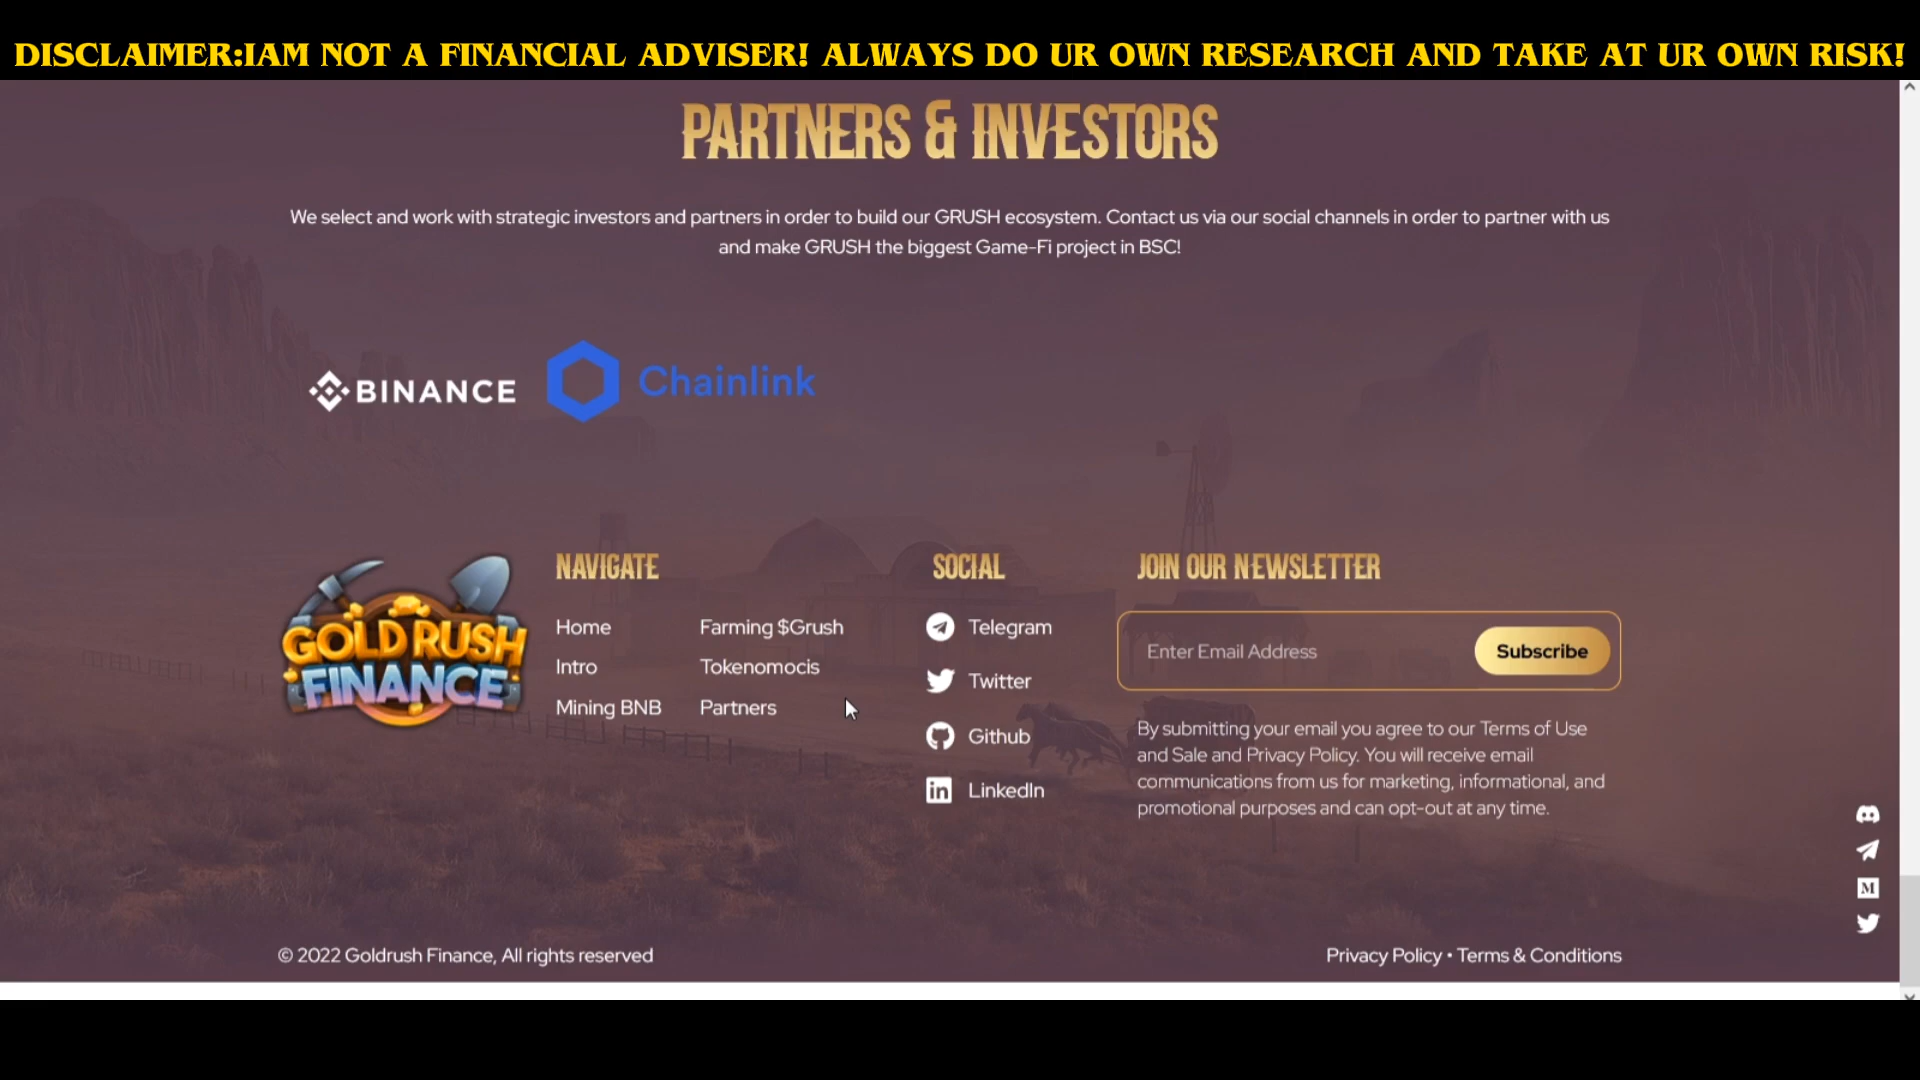 DISCLAIMER:IAM NOT A FINANCIAL ADVISER! ALWAYS DO UR OWN RESEARCH AND TAKE AT UR OWN RISK!
PARTNERS & INVESTORS
We select and work with strategic investors and partners in order to build our GRUSH ecosystem. Contact us via our social channels in order to partner with us
and make GRUSH the biggest Game-Fi project in BSC!
BINANCE
Chainlink
GOLD RUSH
FINANCE
NAVIGATE
Home
Intro
Mining BNB
Farming $Grush
Tokenomocis
Partners
SOCIAL
Telegram
Twitter
Github
LinkedIn
JOIN OUR NEWSLETTER
Enter Email Address
Subscribe
By submitting your email you agree to our Terms of Use
and Sale and Privacy Policy. You will receive email
communications from us for marketing, informational, and
promotional purposes and can opt-out at any time.
© 2022 Goldrush Finance, All rights reserved
Privacy Policy • Terms & Conditions